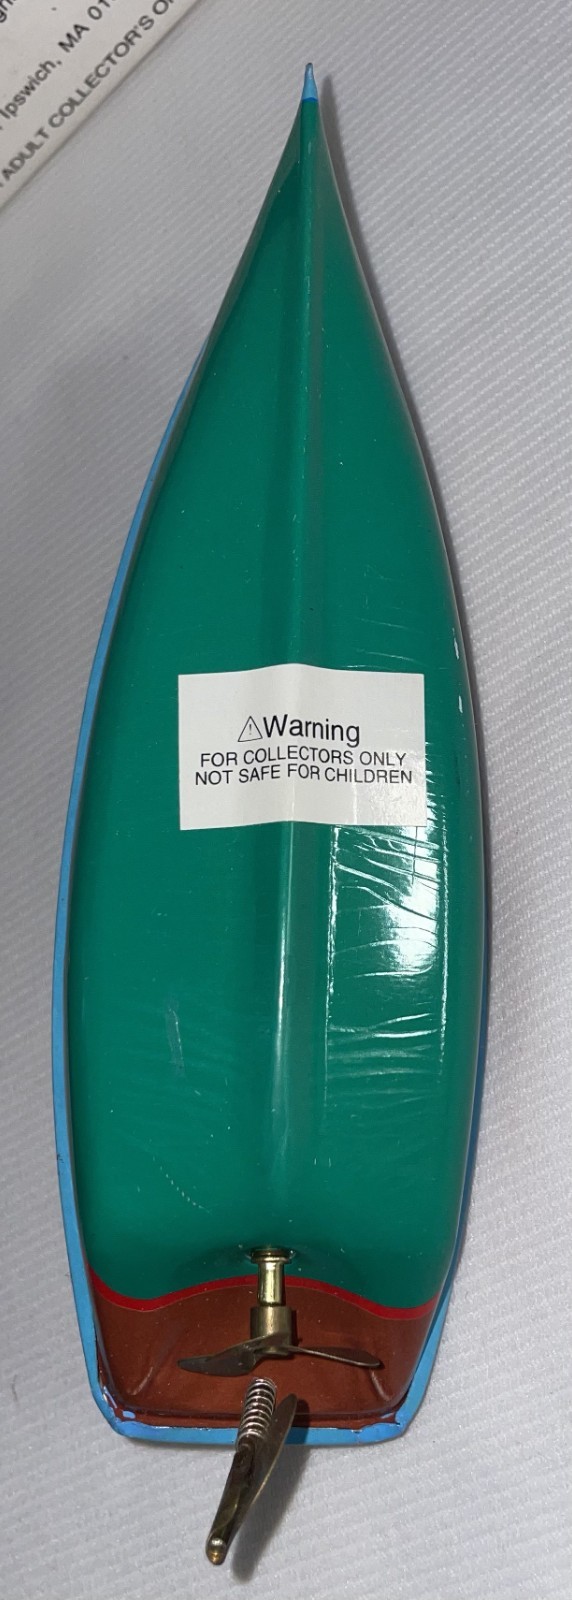 Ipswich, MA 01
ADULT COLLECTOR'S O
⚠Warning
FOR COLLECTORS ONLY
NOT SAFE FOR CHILDREN